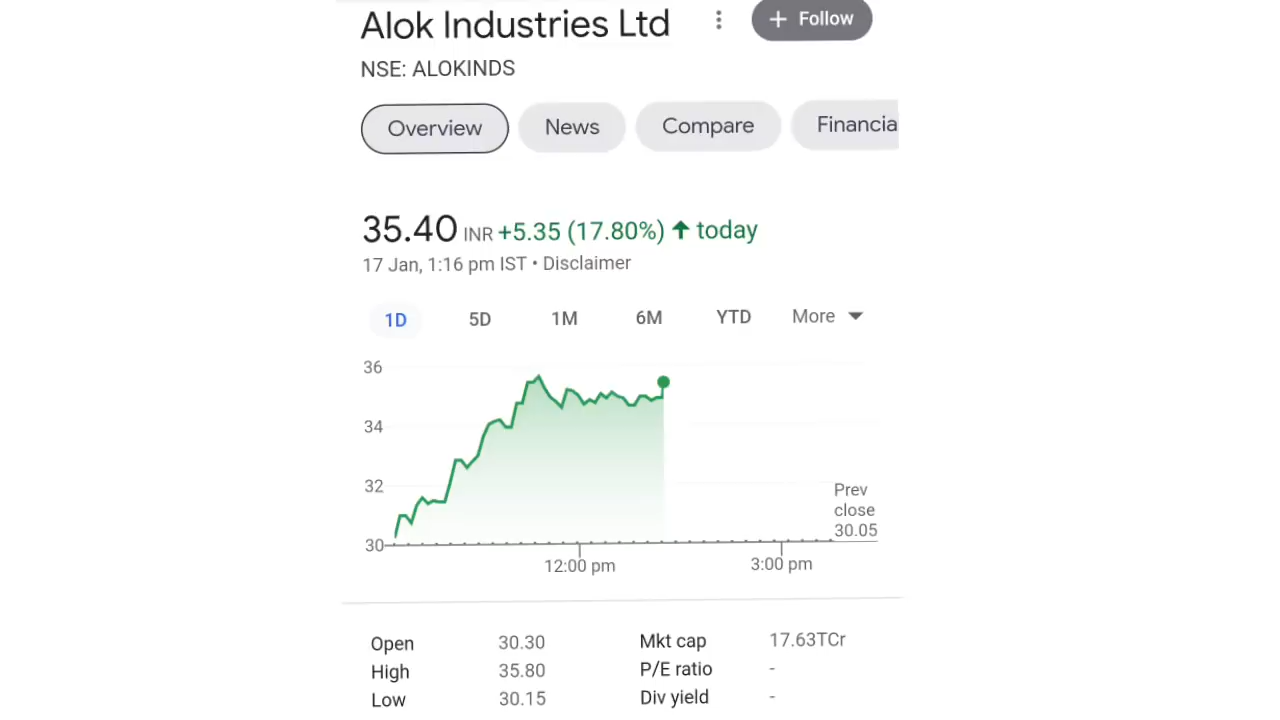 Alok Industries Ltd
+ Follow
NSE: ALOKINDS
Overview News Compare Financia
35.40 INR +5.35 (17.80%) ↑ today
17 Jan, 1:16 pm IST • Disclaimer
1D 5D 1M 6M YTD More
36
34
32
30
Prev
close
30.05
12:00 pm 3:00 pm
Open 30.30 Mkt cap 17.63TCr
High 35.80 P/E ratio -
Low 30.15 Div yield -